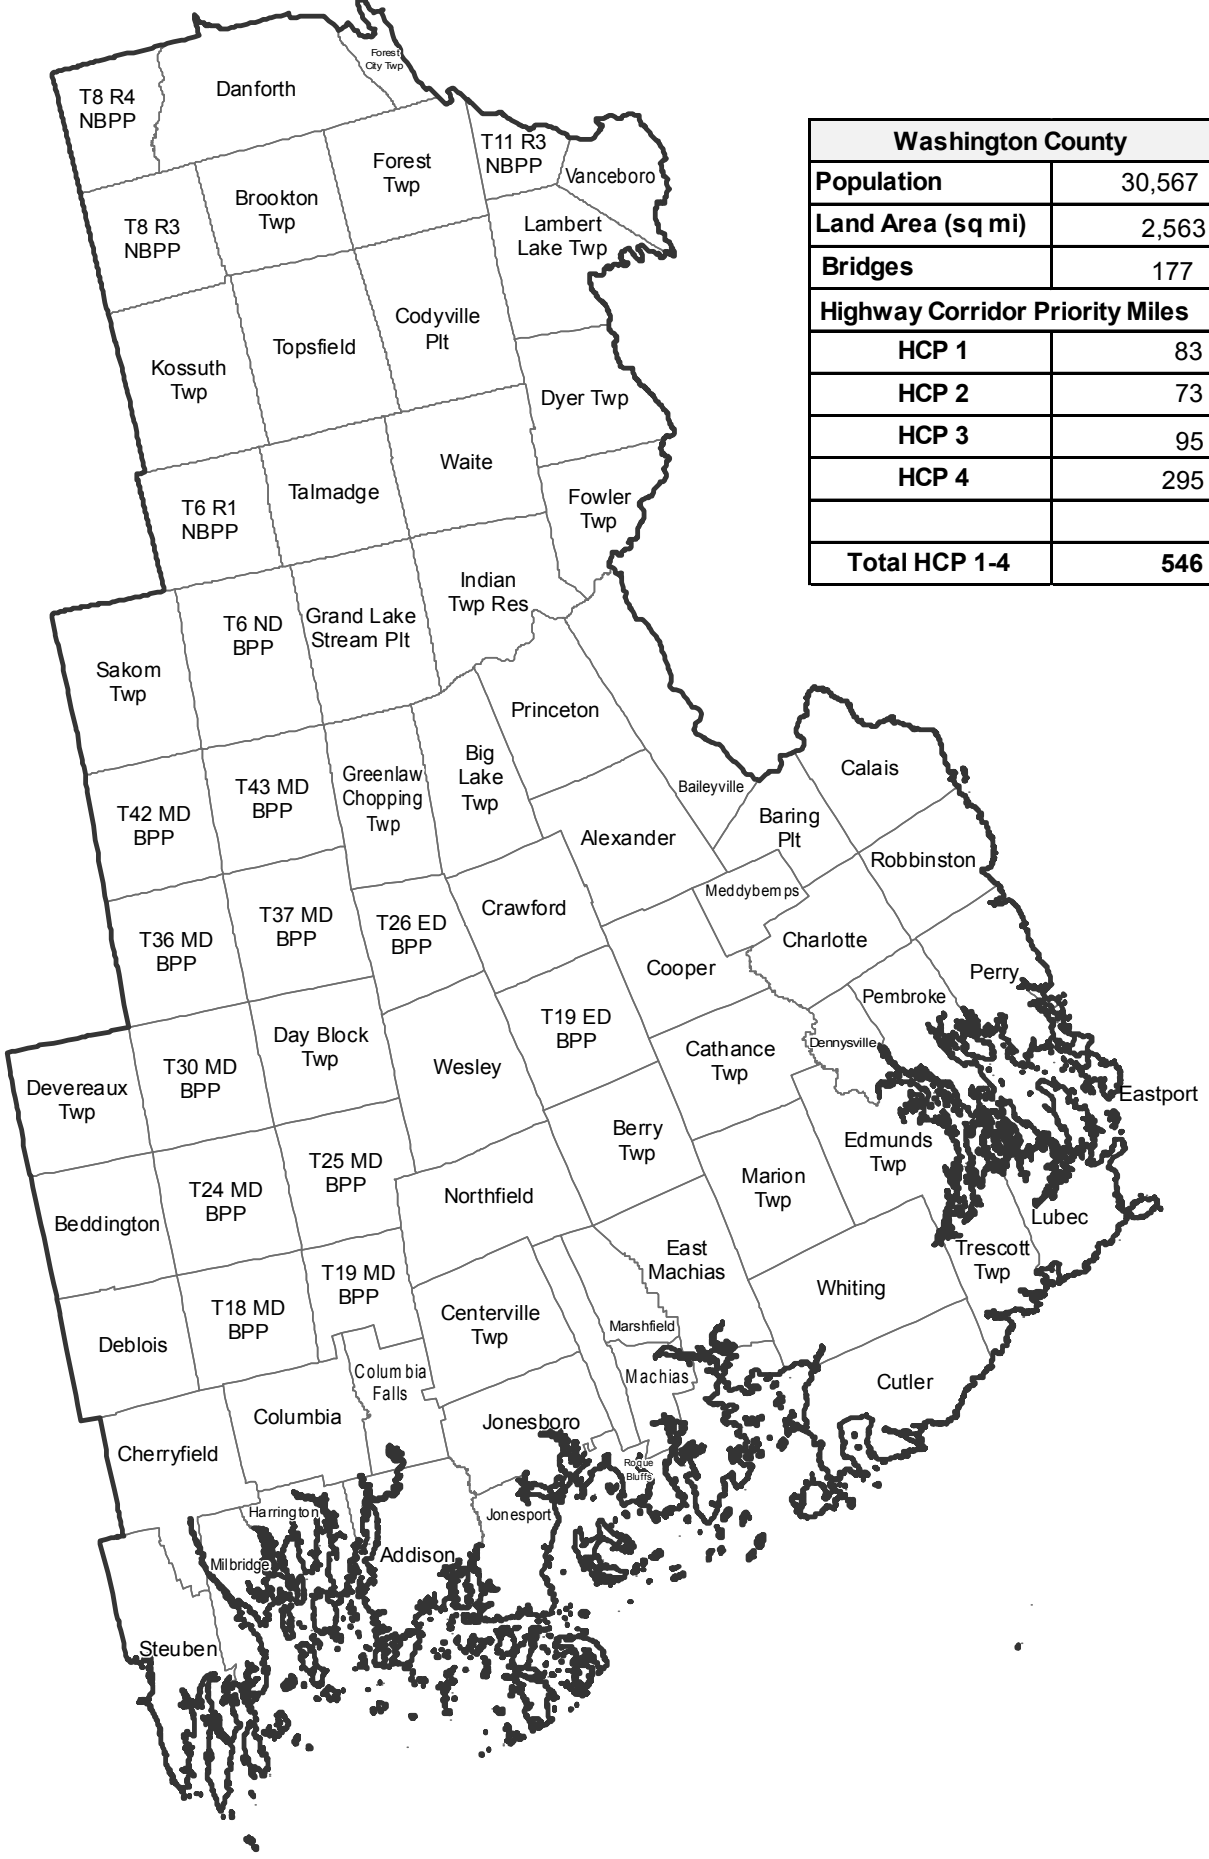 Forest
City Twp
Danforth
T8 R4
NBPP
T11 R3
NBPP
Forest
Twp
Vanceboro
Brookton
Twp
T8 R3
NBPP
Lambert
Lake Twp
Codyville
Plt
Topsfield
Kossuth
Twp
Dyer Twp
Waite
Talmadge
T6 R1
NBPP
Fowler
Twp
Indian
Twp Res
Grand Lake
Stream Plt
T6 ND
BPP
Sakom
Twp
Princeton
Big
Lake
Twp
Greenlaw
Chopping
Twp
T43 MD
BPP
T42 MD
BPP
Baileyville
Calais
Baring
Plt
Alexander
Robbinston
Meddybemps
Crawford
T26 ED
BPP
T37 MD
BPP
T36 MD
BPP
Charlotte
Cooper
Perry
Pembroke
T19 ED
BPP
Dennysville
Cathance
Twp
Day Block
Twp
Wesley
T30 MD
BPP
Devereaux
Twp
Eastport
Berry
Twp
Edmunds
Twp
T25 MD
BPP
Marion
Twp
Northfield
T24 MD
BPP
Beddington
Lubec
East
Machias
Trescott
Twp
Whiting
T19 MD
BPP
T18 MD
BPP
Centerville
Twp
Marshfield
Deblois
Columbia
Falls
Machias
Cutler
Columbia
Jonesboro
Cherryfield
Roque
Bluffs
Harrington
Jonesport
Addison
Milbridge
Steuben
Washington County
Population 30,567
Land Area (sq mi) 2,563
Bridges 177
Highway Corridor Priority Miles
HCP 1 83
HCP 2 73
HCP 3 95
HCP 4 295
Total HCP 1-4 546